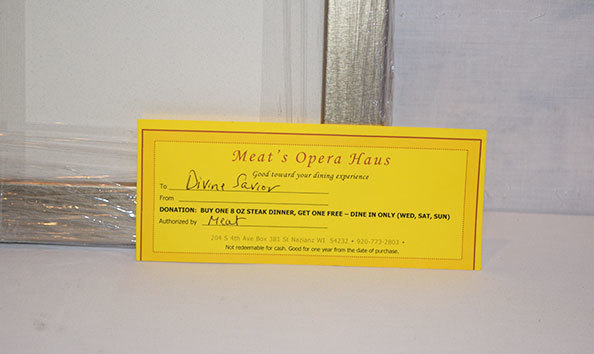 Meat's Opera Haus
Good toward your dining experience
To Divine Savior
From
DONATION: BUY ONE 8 OZ STEAK DINNER, GET ONE FREE – DINE IN ONLY (WED, SAT, SUN)
Authorized by Meat
204 S 4th Ave Box 381 St Nazianz WI 54232 • 920-773-2803 •
Not redeemable for cash. Good for one year from the date of purchase.